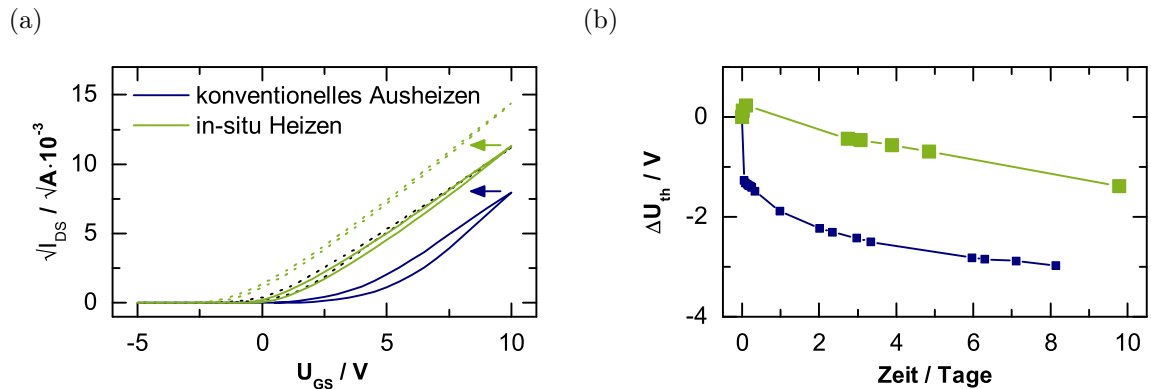 (a)
15
10
5
0
√I_DS / √A·10⁻³
konventionelles Ausheizen
in-situ Heizen
-5 0 5 10
U_GS / V
(b)
0
-2
-4
ΔU_th / V
0 2 4 6 8 10
Zeit / Tage